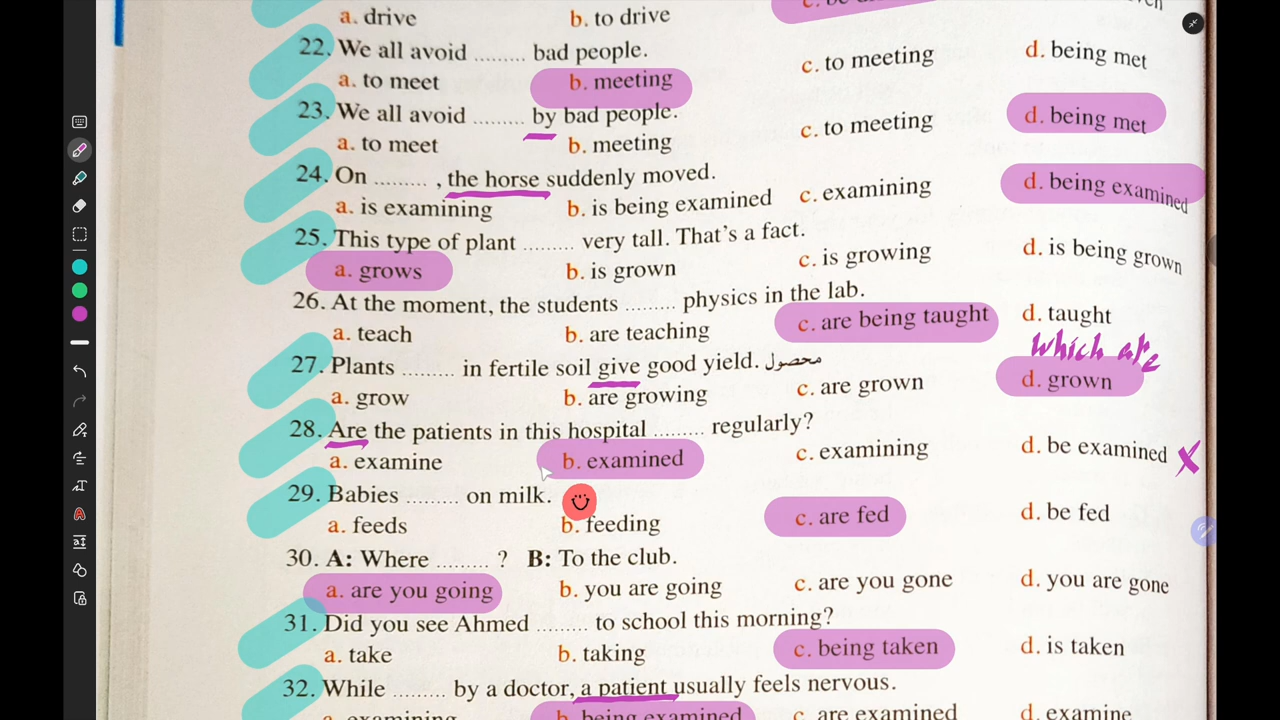 a. drive b. to drive
22. We all avoid ......... bad people.
a. to meet b. meeting c. to meeting d. being met
23. We all avoid ......... by bad people.
a. to meet b. meeting c. to meeting d. being met
24. On ........ , the horse suddenly moved.
a. is examining b. is being examined c. examining d. being examined
25. This type of plant ......... very tall. That's a fact.
a. grows b. is grown c. is growing d. is being grown
26. At the moment, the students ......... physics in the lab.
a. teach b. are teaching c. are being taught d. taught
which are
27. Plants ......... in fertile soil give good yield. محصول
a. grow b. are growing c. are grown d. grown
28. Are the patients in this hospital ......... regularly?
a. examine b. examined c. examining d. be examined X
29. Babies ......... on milk.
a. feeds b. feeding c. are fed d. be fed
30. A: Where ......... ? B: To the club.
a. are you going b. you are going c. are you gone d. you are gone
31. Did you see Ahmed ......... to school this morning?
a. take b. taking c. being taken d. is taken
32. While ......... by a doctor, a patient usually feels nervous.
a. examining b. being examined c. are examined d. examine